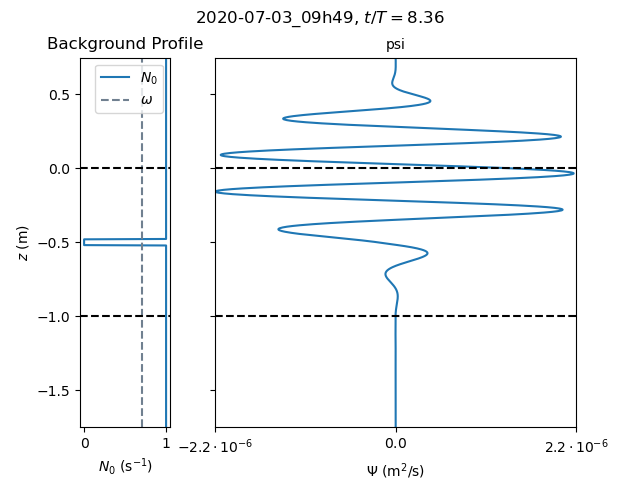 2020-07-03_09h49, t/T = 8.36
Background Profile
psi
N₀
ω
0.5
0.0
−0.5
−1.0
−1.5
z (m)
0
1
N₀ (s⁻¹)
−2.2 · 10⁻⁶
0.0
2.2 · 10⁻⁶
Ψ (m²/s)